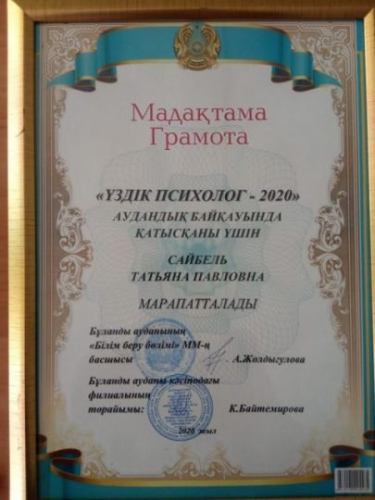 Мадақтама
Грамота
«ҮЗДІК ПСИХОЛОГ - 2020»
АУДАНДЫҚ БАЙҚАУЫНДА
ҚАТЫСҚАНЫ ҮШІН
САЙБЕЛЬ
ТАТЬЯНА ПАВЛОВНА
МАРАПАТТАЛАДЫ
Бұланды ауданының
«Білім беру бөлімі» ММ-ң
басшысы А.Жолдыгулова
Бұланды ауданы кәсіподағы
филиалының
төрайымы: К.Байтемирова
2020 жыл